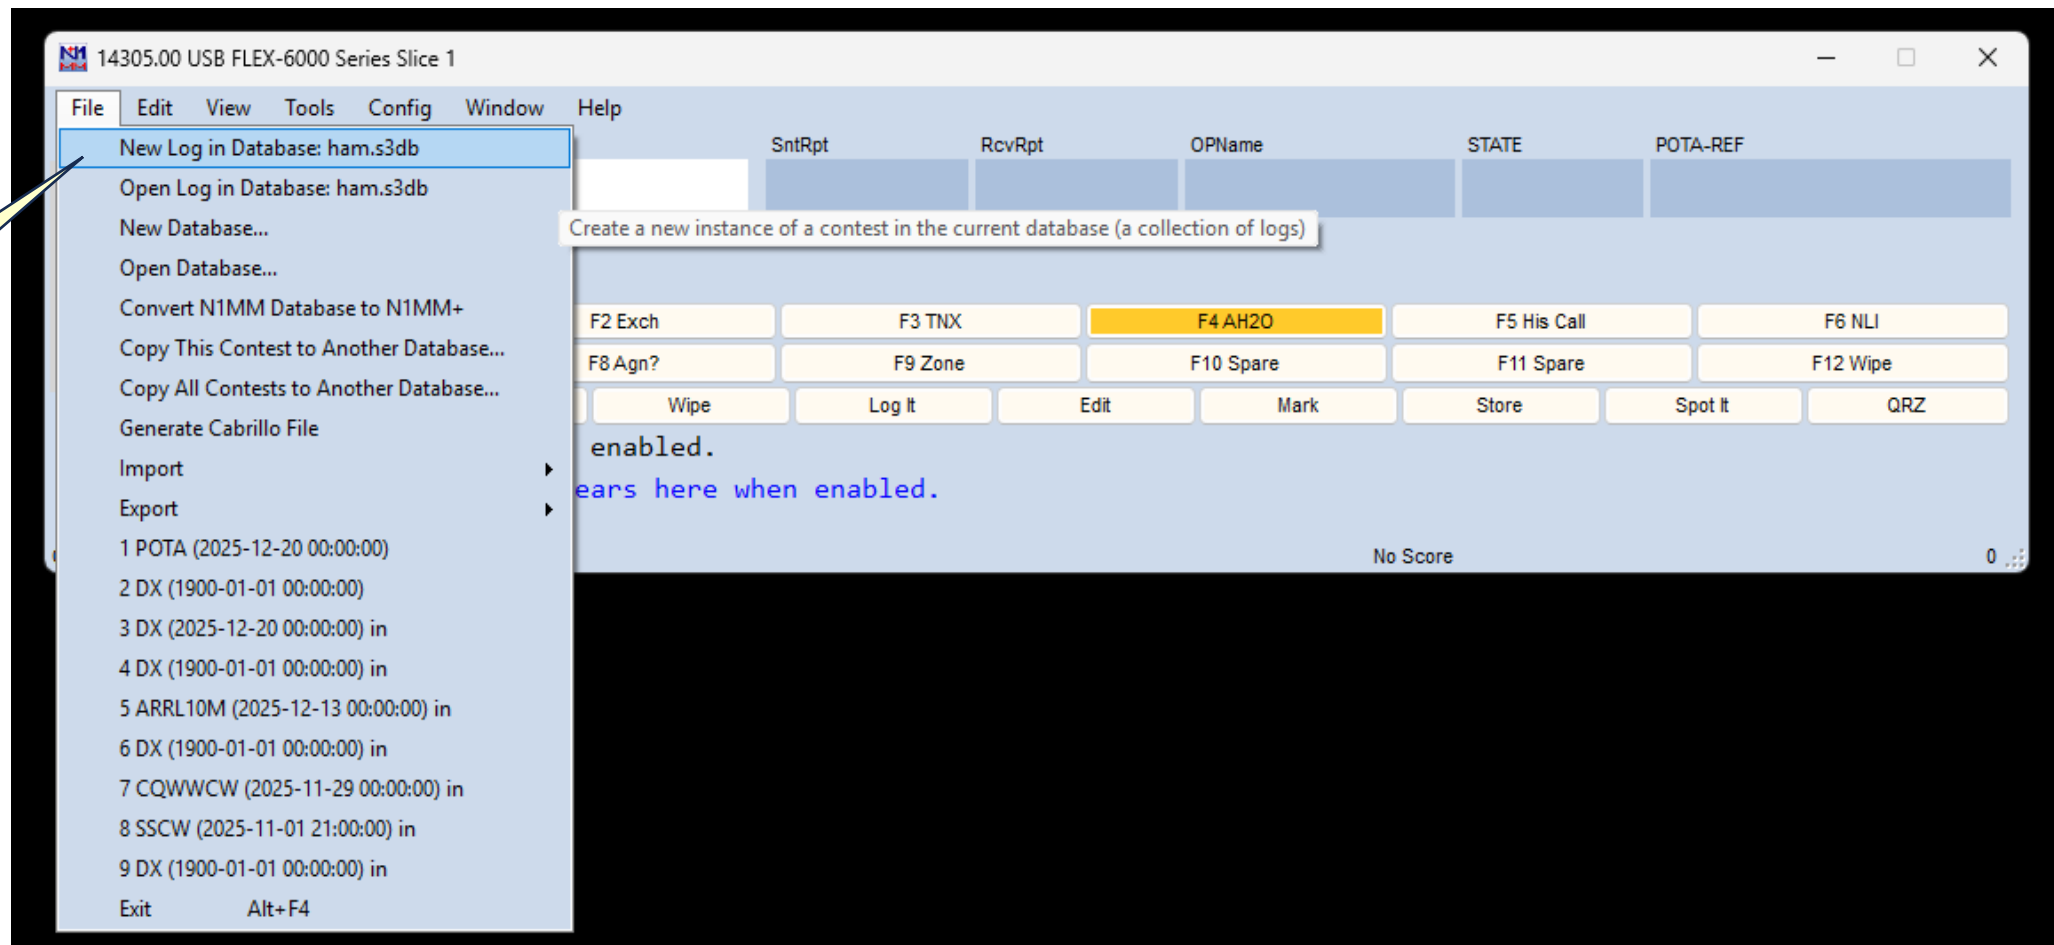 14305.00 USB FLEX-6000 Series Slice 1
File Edit View Tools Config Window Help
New Log in Database: ham.s3db
Open Log in Database: ham.s3db
New Database...
Open Database...
Convert N1MM Database to N1MM+
Copy This Contest to Another Database...
Copy All Contests to Another Database...
Generate Cabrillo File
Import
Export
1 POTA (2025-12-20 00:00:00)
2 DX (1900-01-01 00:00:00)
3 DX (2025-12-20 00:00:00) in
4 DX (1900-01-01 00:00:00) in
5 ARRL10M (2025-12-13 00:00:00) in
6 DX (1900-01-01 00:00:00) in
7 CQWWCW (2025-11-29 00:00:00) in
8 SSCW (2025-11-01 21:00:00) in
9 DX (1900-01-01 00:00:00) in
Exit Alt+F4
SntRpt RcvRpt OPName STATE POTA-REF
Create a new instance of a contest in the current database (a collection of logs)
F2 Exch F3 TNX F4 AH2O F5 His Call F6 NLI
F8 Agn? F9 Zone F10 Spare F11 Spare F12 Wipe
Wipe Log It Edit Mark Store Spot It QRZ
enabled.
ears here when enabled.
No Score 0